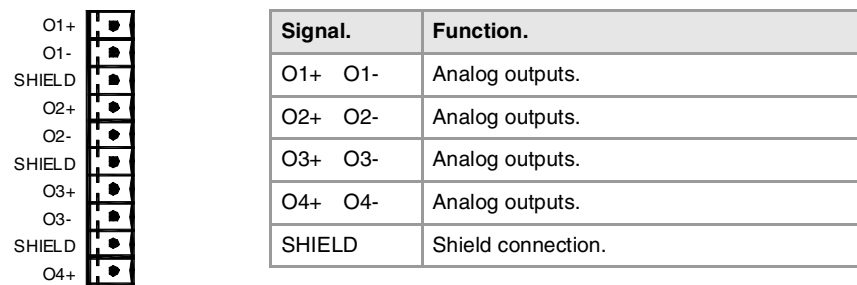 O1+
O1-
SHIELD
O2+
O2-
SHIELD
O3+
O3-
SHIELD
O4+
Signal. Function.
O1+ O1- Analog outputs.
O2+ O2- Analog outputs.
O3+ O3- Analog outputs.
O4+ O4- Analog outputs.
SHIELD Shield connection.